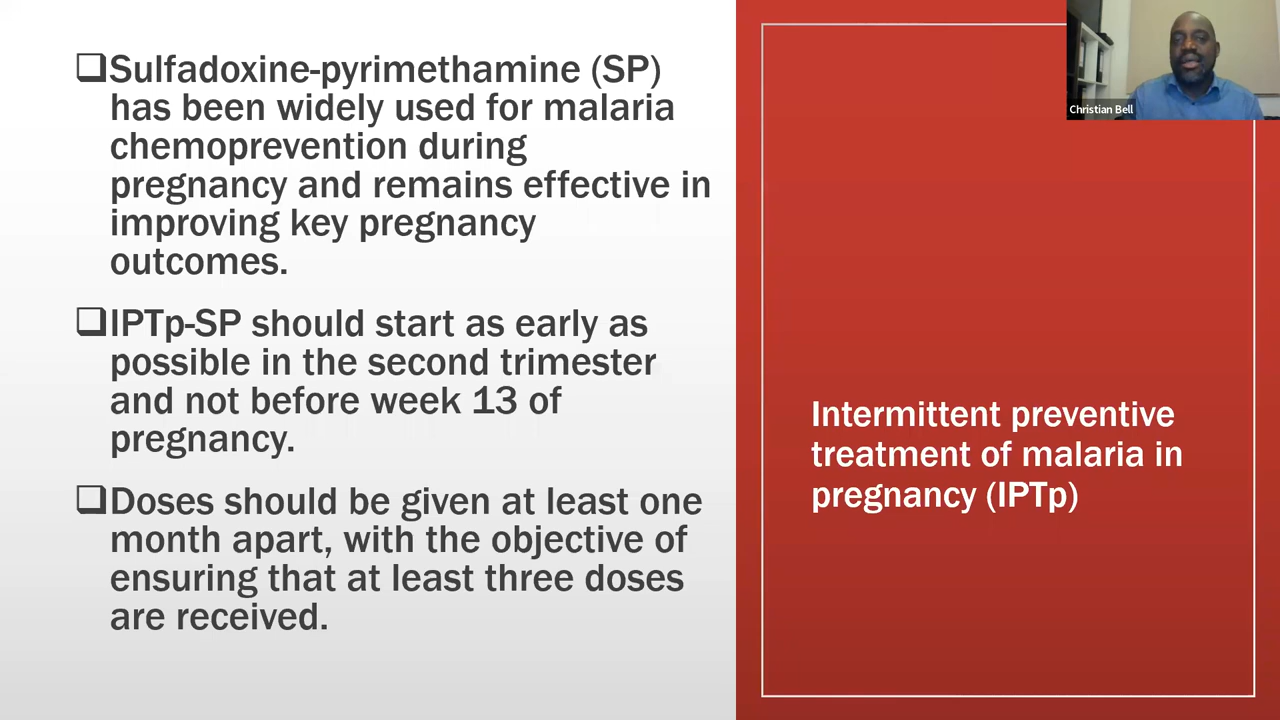 ❑Sulfadoxine-pyrimethamine (SP)
has been widely used for malaria
chemoprevention during
pregnancy and remains effective in
improving key pregnancy
outcomes.
❑IPTp-SP should start as early as
possible in the second trimester
and not before week 13 of
pregnancy.
❑Doses should be given at least one
month apart, with the objective of
ensuring that at least three doses
are received.
Christian Bell
Intermittent preventive
treatment of malaria in
pregnancy (IPTp)